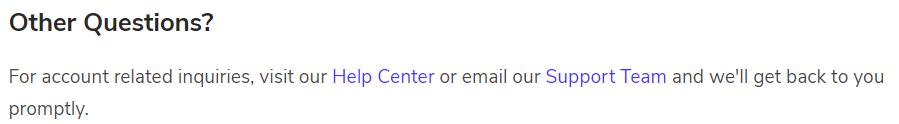 Other Questions?
For account related inquiries, visit our Help Center or email our Support Team and we'll get back to you
promptly.